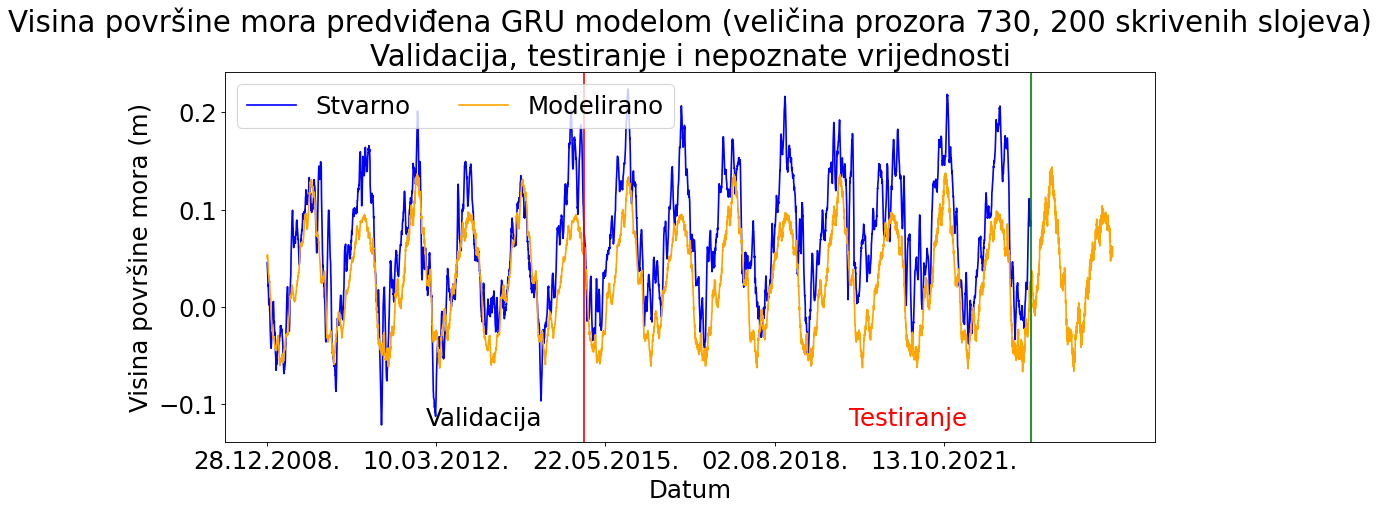 Visina površine mora predviđena GRU modelom (veličina prozora 730, 200 skrivenih slojeva)
Validacija, testiranje i nepoznate vrijednosti
Stvarno
Modelirano
Visina površine mora (m)
0.2
0.1
0.0
−0.1
Validacija
Testiranje
28.12.2008.
10.03.2012.
22.05.2015.
02.08.2018.
13.10.2021.
Datum